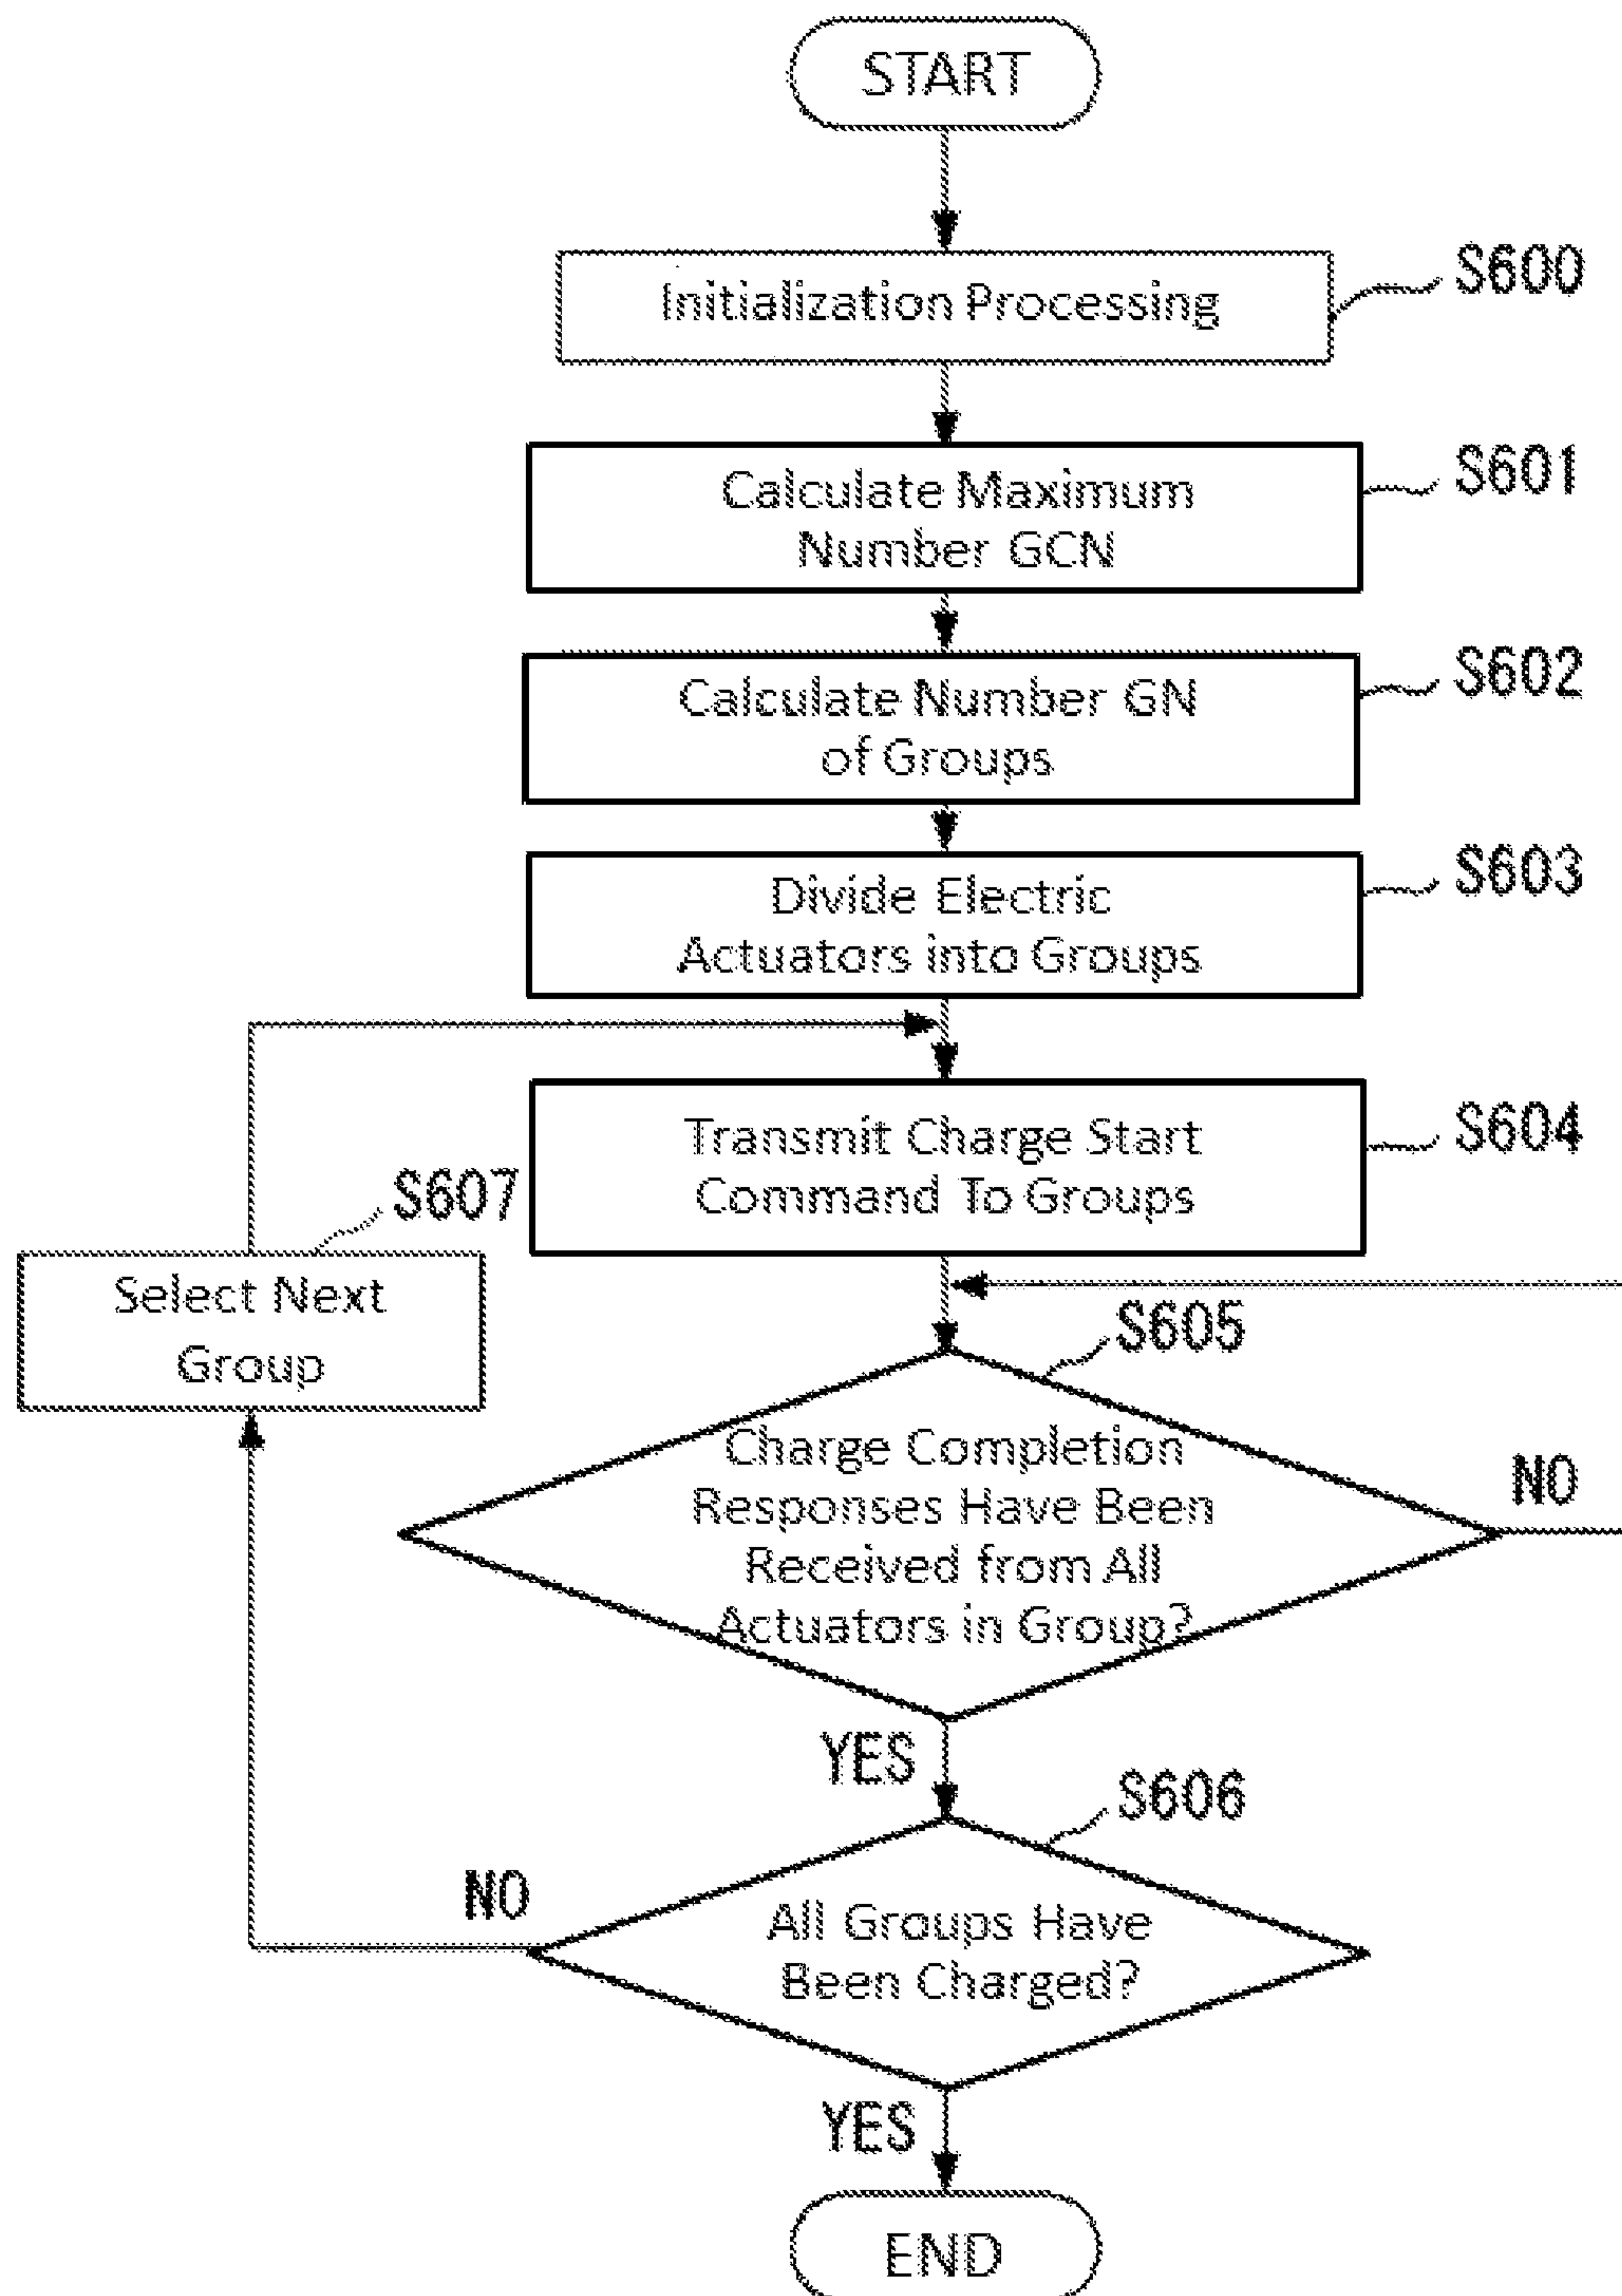 START
Initialization Processing
S600
Calculate Maximum
Number GCN
S601
Calculate Number GN
of Groups
S602
Divide Electric
Actuators into Groups
S603
Transmit Charge Start
Command To Groups
S604
S607
Select Next
Group
S605
Charge Completion
Responses Have Been
Received from All
Actuators in Group?
NO
YES
S606
NO
All Groups Have
Been Charged?
YES
END